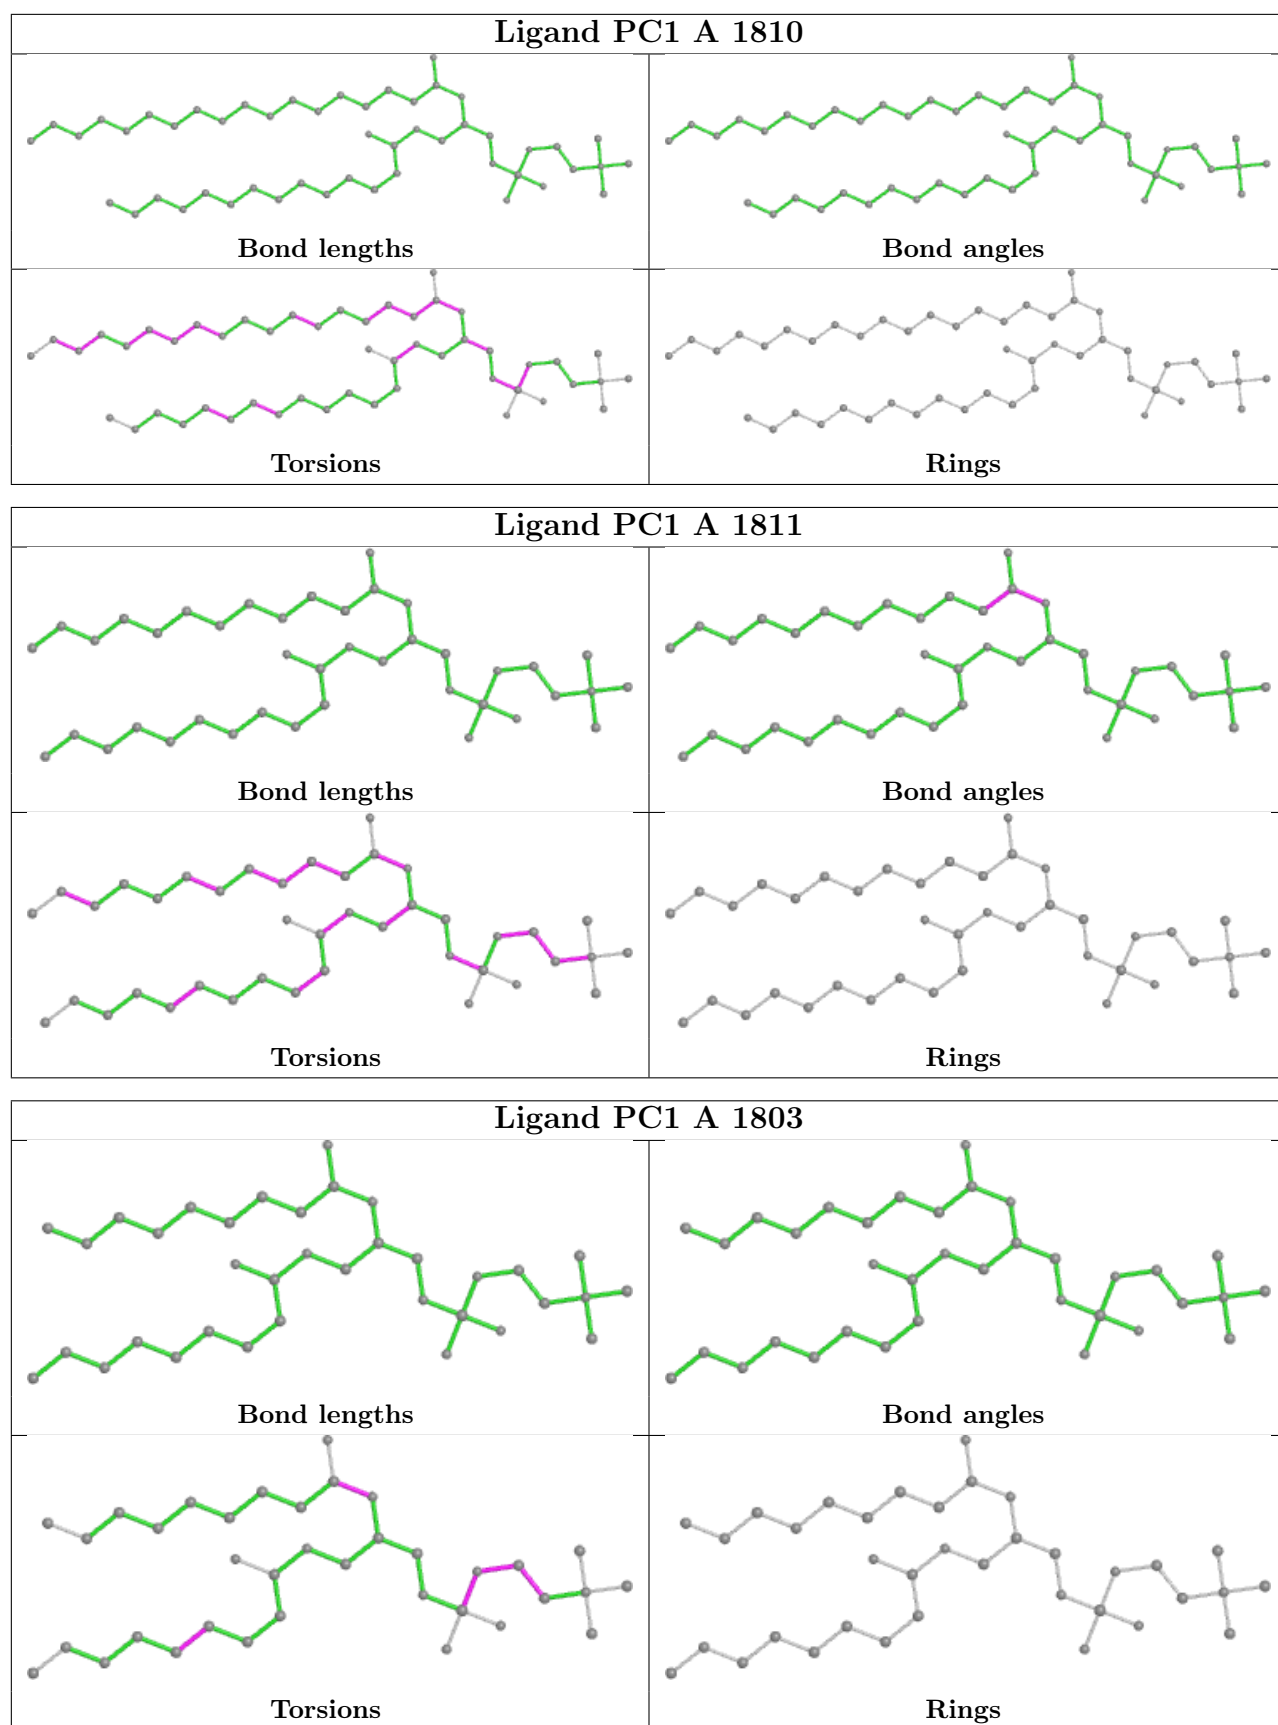 Ligand PC1 A 1810
Bond lengths
Bond angles
Torsions
Rings
Ligand PC1 A 1811
Bond lengths
Bond angles
Torsions
Rings
Ligand PC1 A 1803
Bond lengths
Bond angles
Torsions
Rings